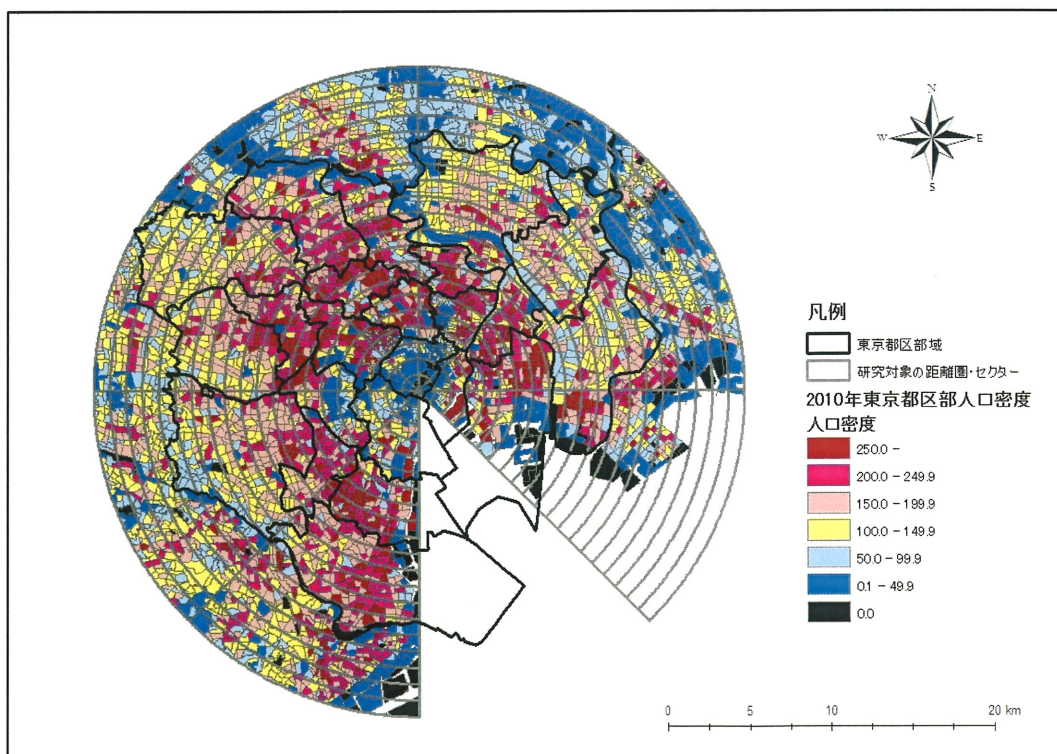 N
W
E
S
凡例
東京都区部域
研究対象の距離圏・セクター
2010年東京都区部人口密度
人口密度
250.0 -
200.0 - 249.9
150.0 - 199.9
100.0 - 149.9
50.0 - 99.9
0.1 - 49.9
0.0
0 5 10 15 20 km